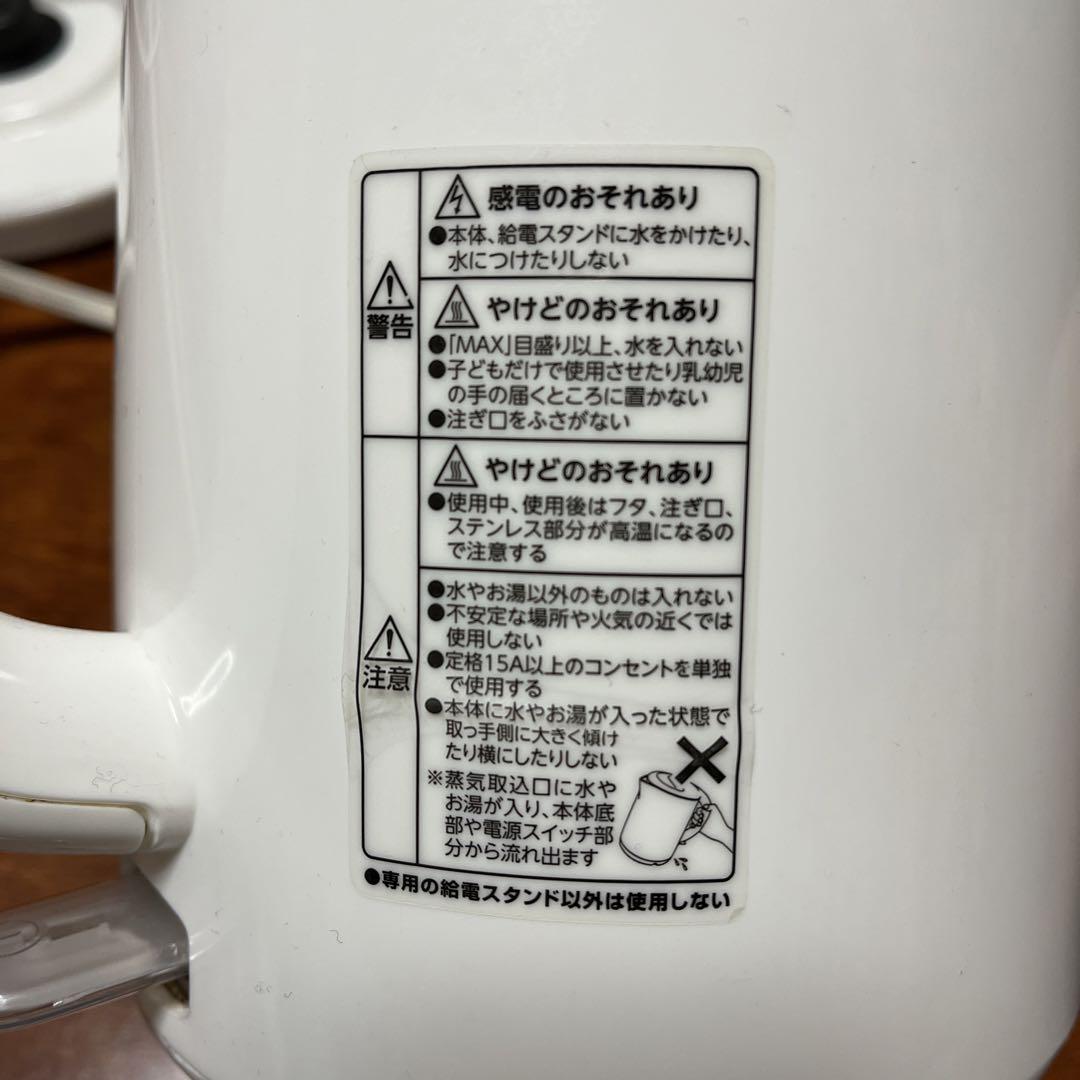 警告
感電のおそれあり
●本体、給電スタンドに水をかけたり、
水につけたりしない
やけどのおそれあり
●「MAX」目盛り以上、水を入れない
●子どもだけで使用させたり乳幼児
の手の届くところに置かない
●注ぎ口をふさがない
注意
やけどのおそれあり
●使用中、使用後はフタ、注ぎ口、
ステンレス部分が高温になるの
で注意する
●水やお湯以外のものは入れない
●不安定な場所や火気の近くでは
使用しない
●定格15A以上のコンセントを単独
で使用する
●本体に水やお湯が入った状態で
取っ手側に大きく傾け
たり横にしたりしない
※蒸気取込口に水や
お湯が入り、本体底
部や電源スイッチ部
分から流れ出ます
●専用の給電スタンド以外は使用しない